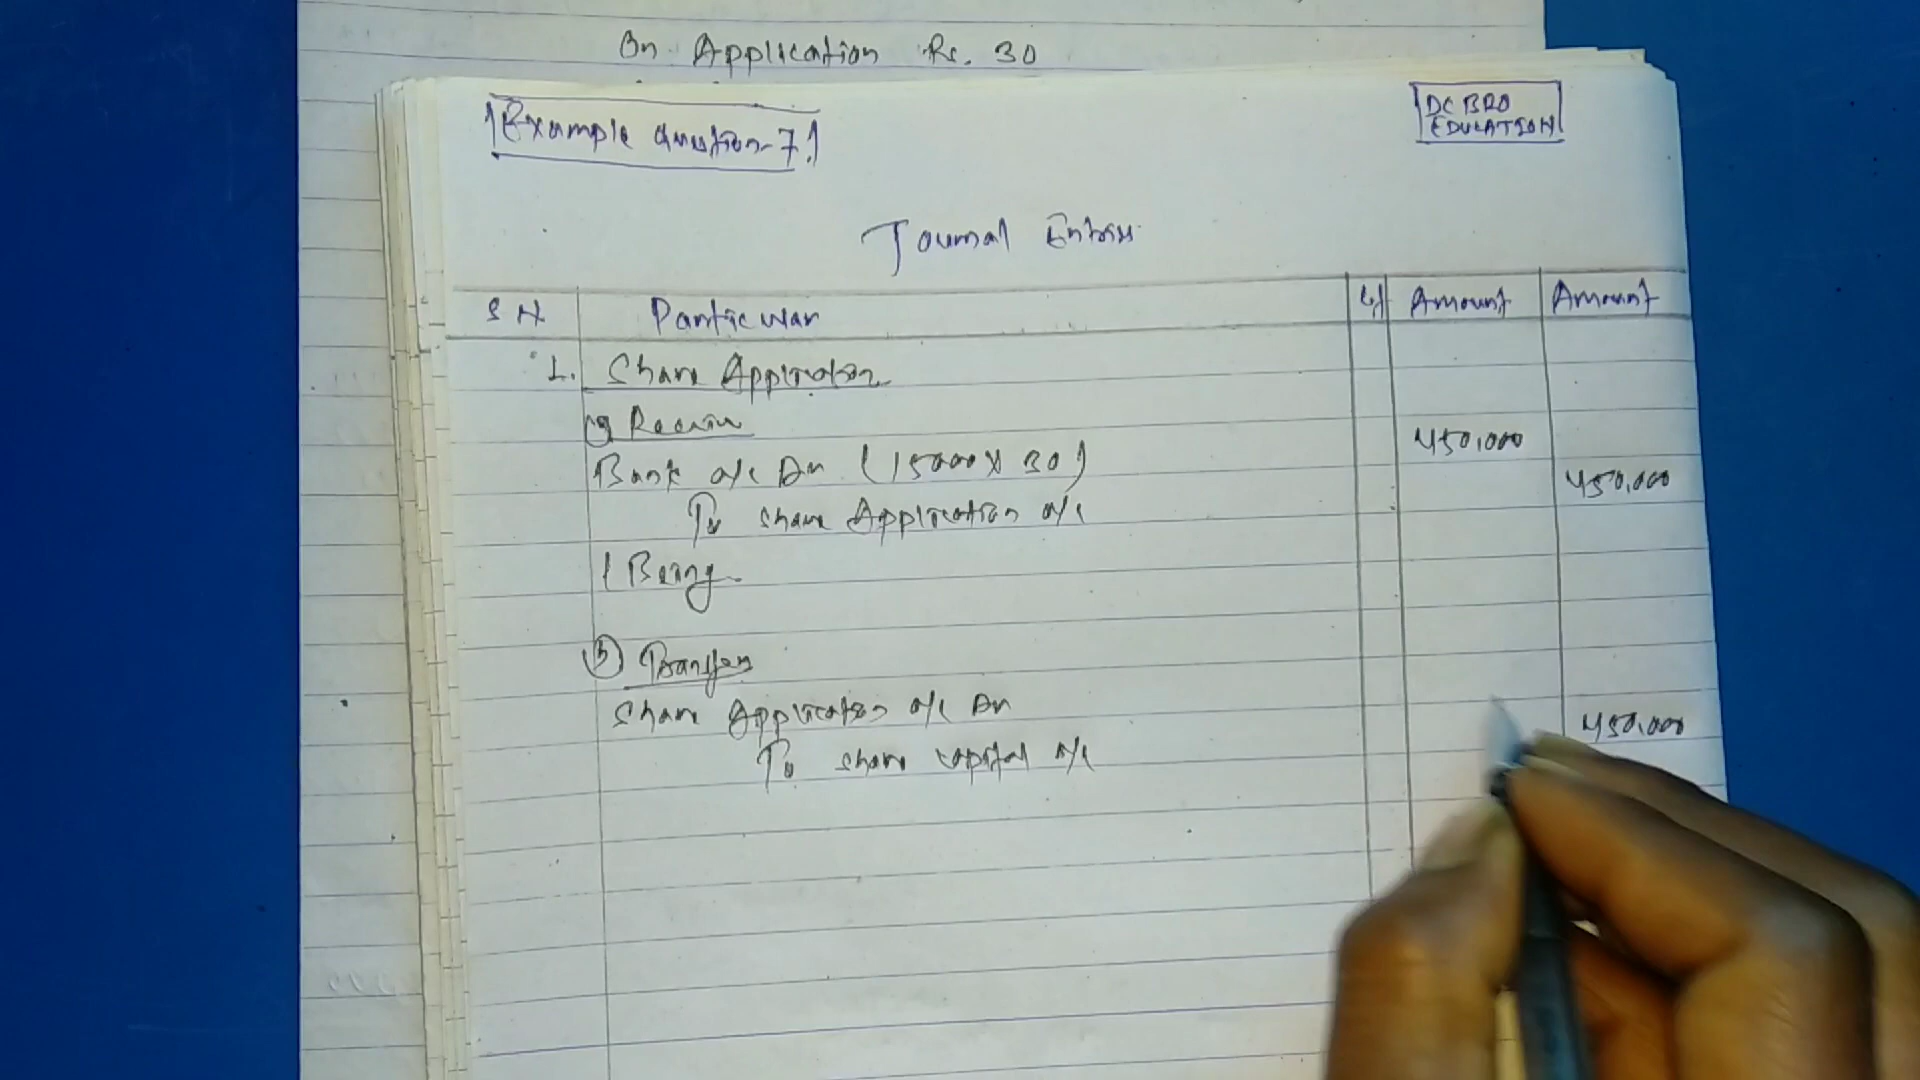 On Application Rs. 30
Example Question-7.
DC BRO
EDUCATION
Journal Entries
S.N. Particular L/f Amount Amount
1. Share Application
a) Receive
Bank a/c Dr (15000 x 30) 450,000
To share Application a/c 450,000
( Being
b) Transfer
Share Application a/c Dr
To share capital a/c 450,000